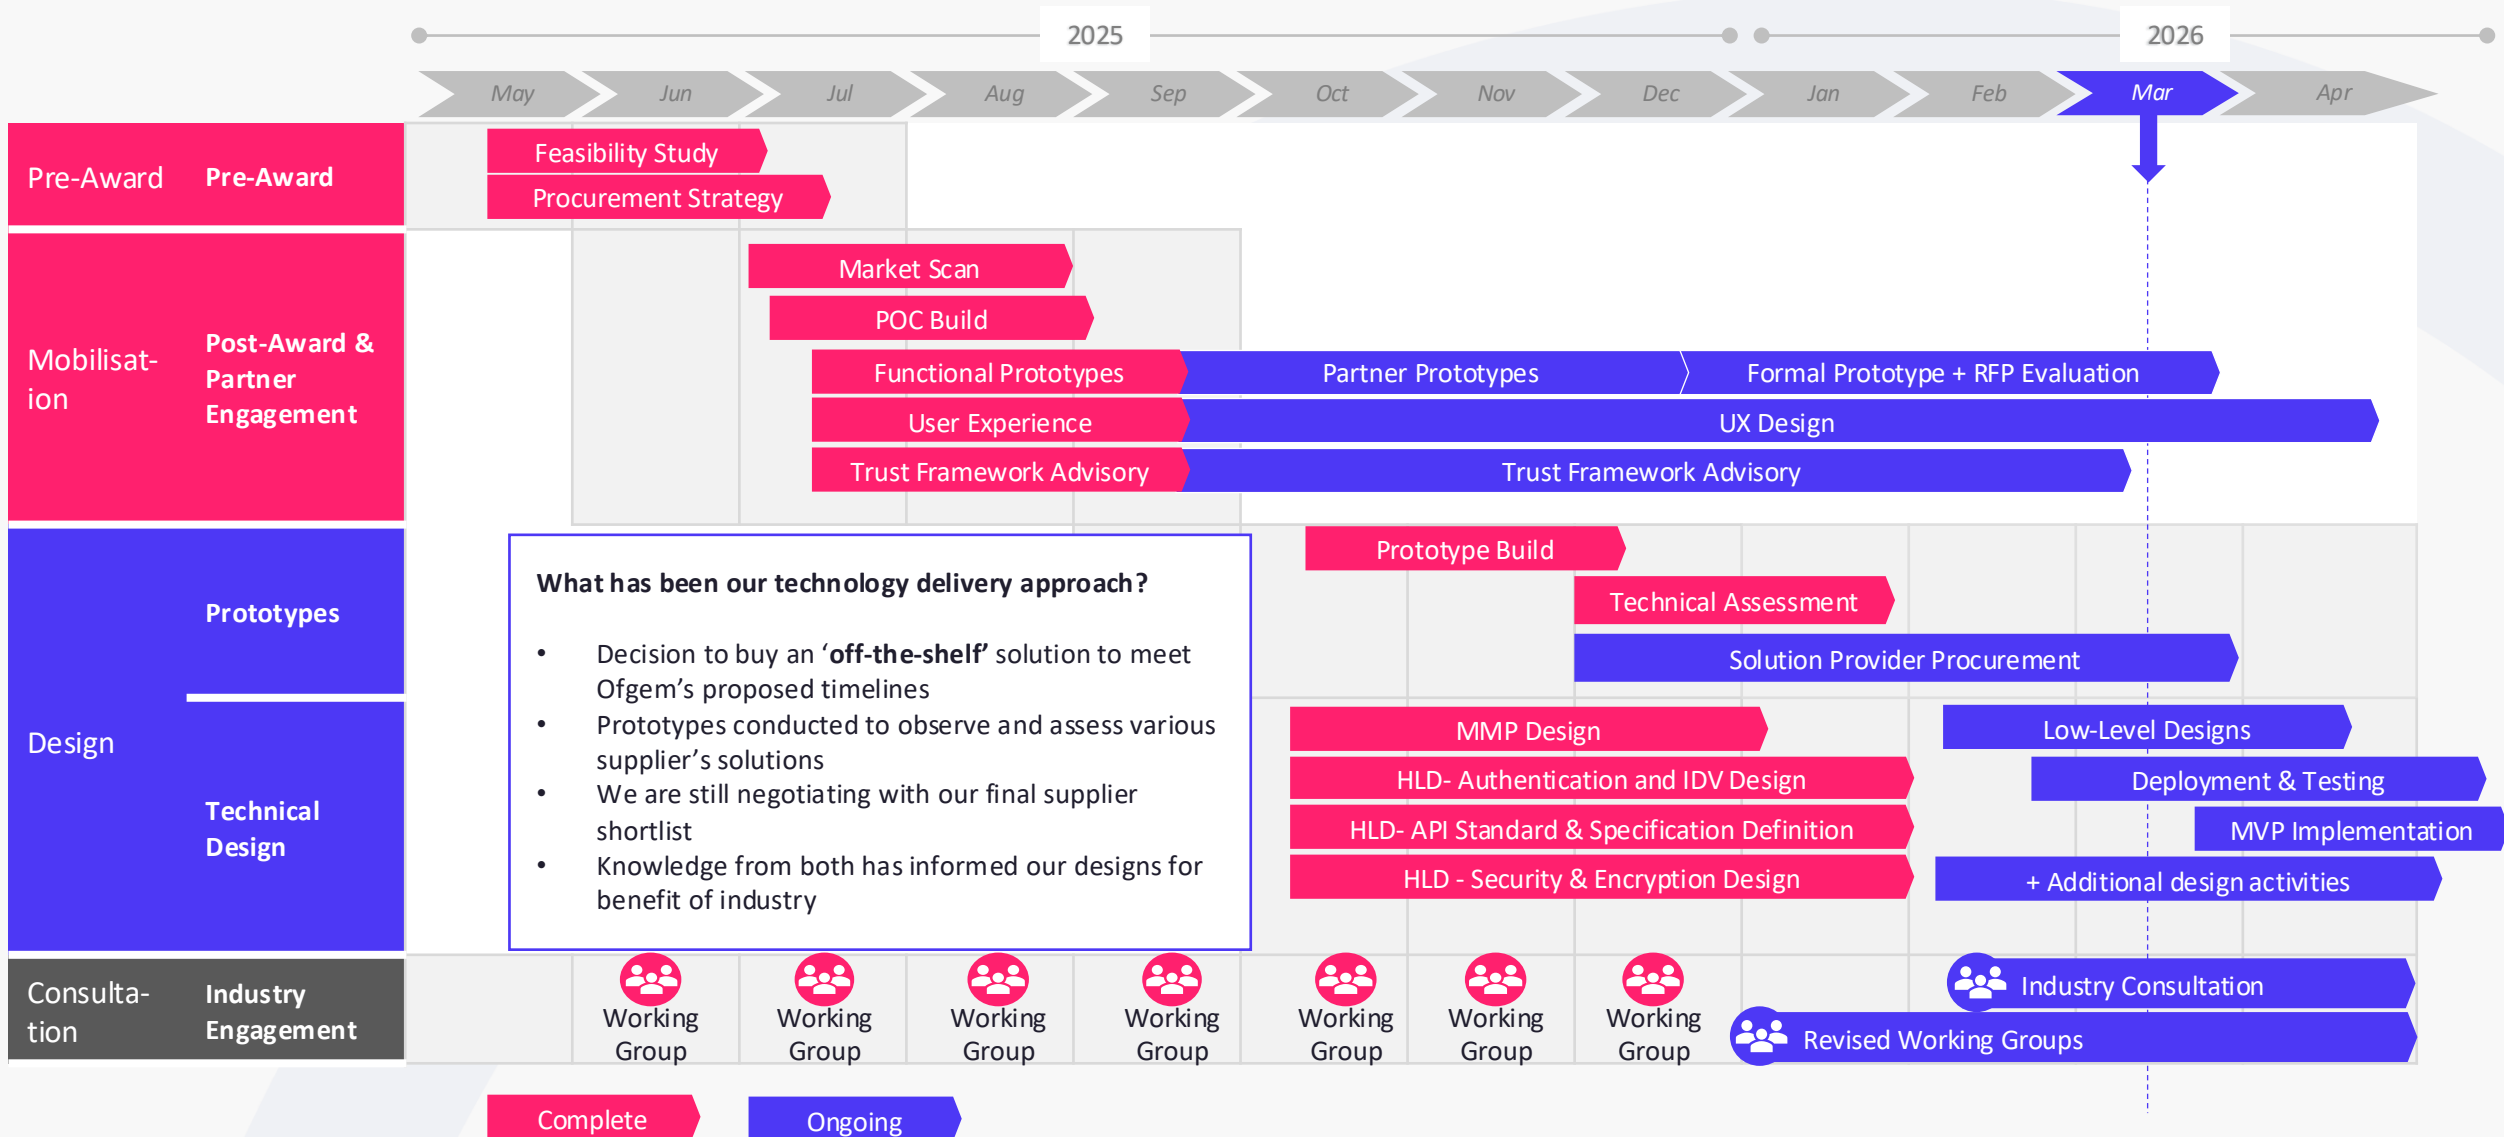 2025
2026
May
Jun
Jul
Aug
Sep
Oct
Nov
Dec
Jan
Feb
Mar
Apr
Pre-Award
Pre-Award
Feasibility Study
Procurement Strategy
Mobilisat-
ion
Post-Award &
Partner
Engagement
Market Scan
POC Build
Functional Prototypes
Partner Prototypes
Formal Prototype + RFP Evaluation
User Experience
UX Design
Trust Framework Advisory
Trust Framework Advisory
Design
Prototypes
Prototype Build
Technical Assessment
Solution Provider Procurement
Technical
Design
MMP Design
Low-Level Designs
HLD- Authentication and IDV Design
Deployment & Testing
HLD- API Standard & Specification Definition
MVP Implementation
HLD - Security & Encryption Design
+ Additional design activities
What has been our technology delivery approach?
• Decision to buy an ‘off-the-shelf’ solution to meet
Ofgem’s proposed timelines
• Prototypes conducted to observe and assess various
supplier’s solutions
• We are still negotiating with our final supplier
shortlist
• Knowledge from both has informed our designs for
benefit of industry
Consulta-
tion
Industry
Engagement
Working
Group
Working
Group
Working
Group
Working
Group
Working
Group
Working
Group
Working
Group
Industry Consultation
Revised Working Groups
Complete
Ongoing